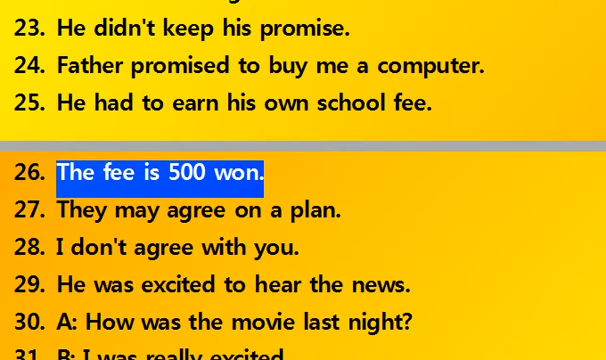 23. He didn't keep his promise.
24. Father promised to buy me a computer.
25. He had to earn his own school fee.
26. The fee is 500 won.
27. They may agree on a plan.
28. I don't agree with you.
29. He was excited to hear the news.
30. A: How was the movie last night?
31. B: I was really excited.